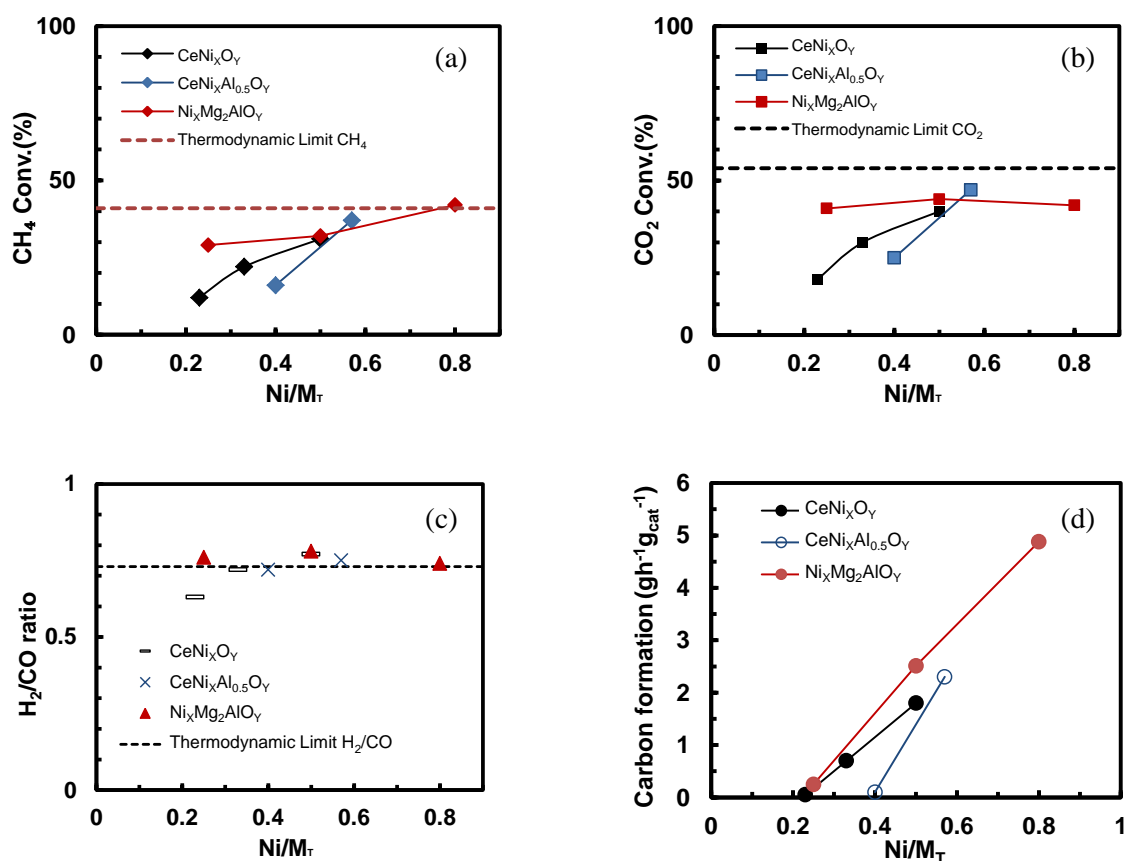 100
50
0
CH₄ Conv.(%)
(a)
CeNiXOY
CeNiXAl0.5OY
NiXMg2AlOY
Thermodynamic Limit CH₄
0 0.2 0.4 0.6 0.8
Ni/MT
100
50
0
CO₂ Conv.(%)
(b)
CeNiXOY
CeNiXAl0.5OY
NiXMg2AlOY
Thermodynamic Limit CO₂
0 0.2 0.4 0.6 0.8
Ni/MT
1
0.5
0
H₂/CO ratio
(c)
CeNiXOY
CeNiXAl0.5OY
NiXMg2AlOY
Thermodynamic Limit H₂/CO
0 0.2 0.4 0.6 0.8
Ni/MT
6
5
4
3
2
1
0
Carbon formation (gh⁻¹gcat⁻¹)
(d)
CeNiXOY
CeNiXAl0.5OY
NiXMg2AlOY
0 0.2 0.4 0.6 0.8 1
Ni/MT